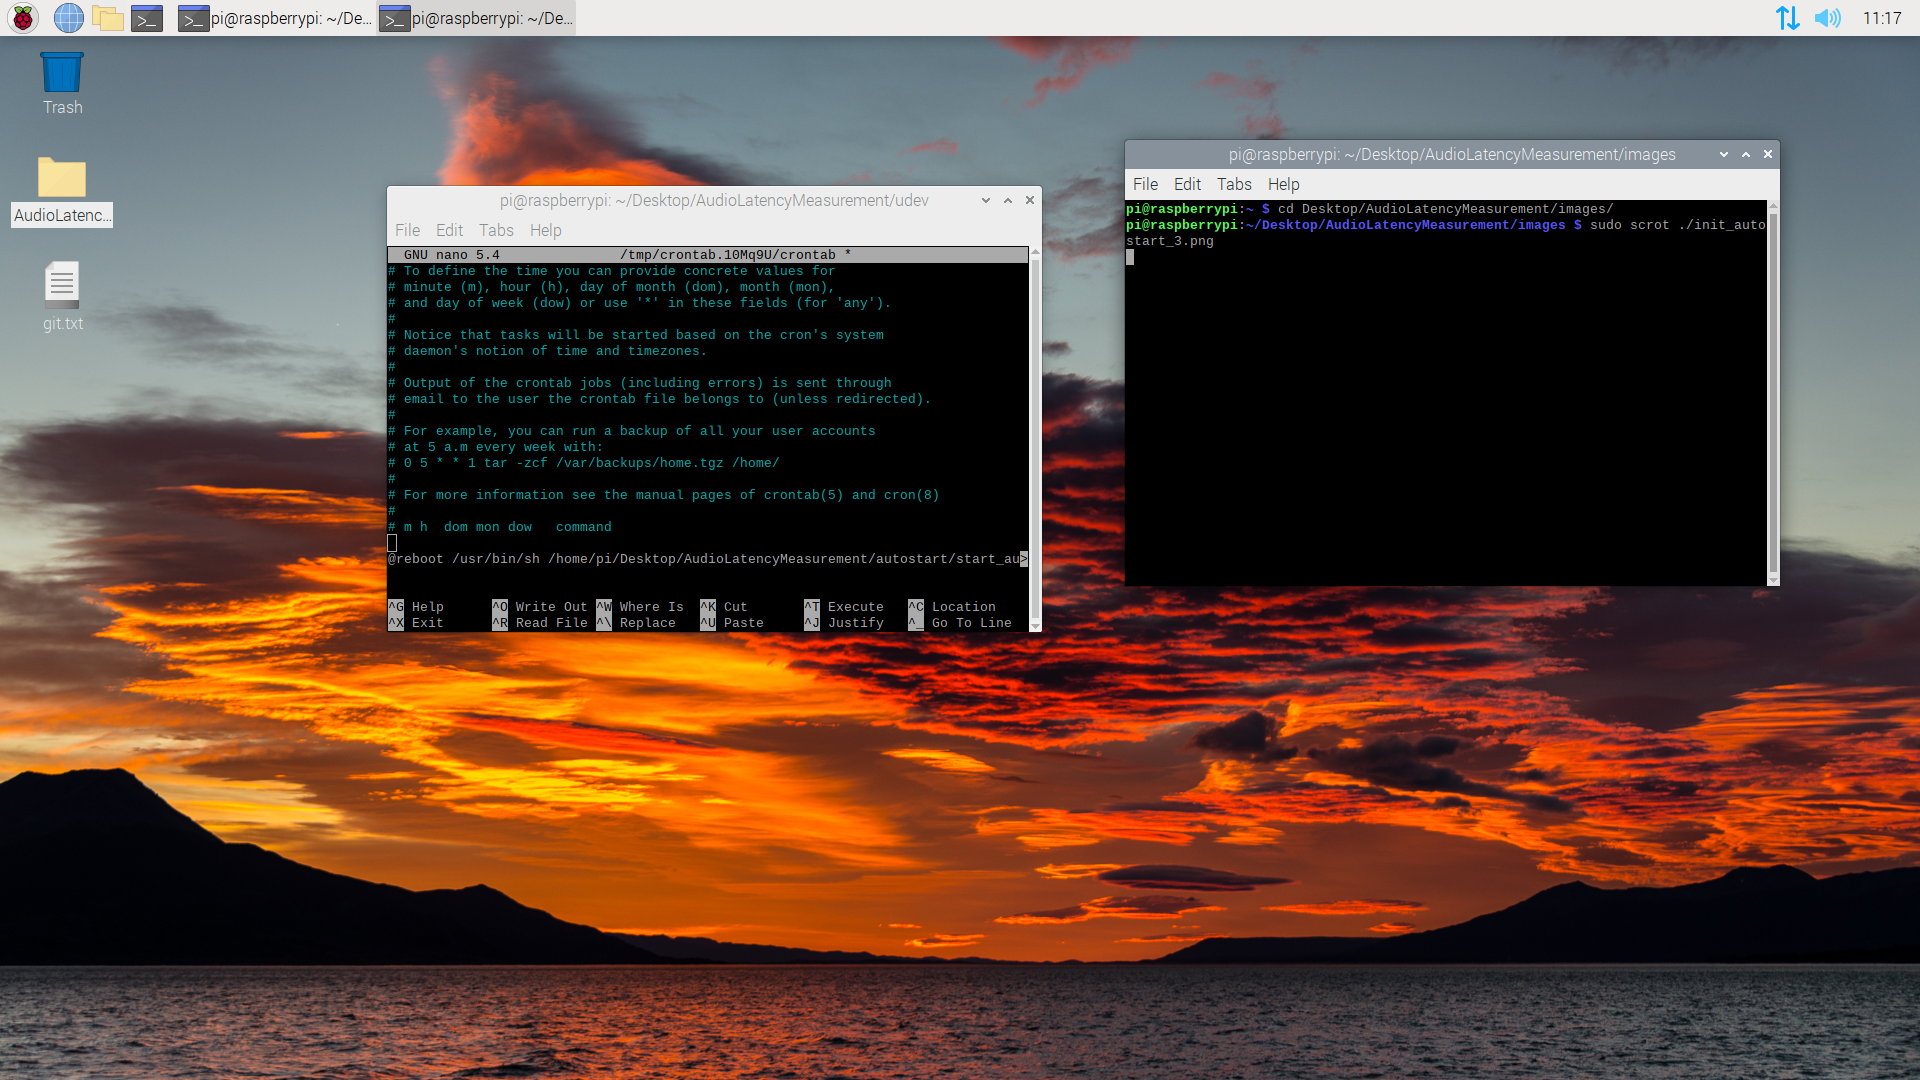 pi@raspberrypi: ~/De...
pi@raspberrypi: ~/De...
11:17
Trash
AudioLatenc...
git.txt
pi@raspberrypi: ~/Desktop/AudioLatencyMeasurement/udev
File Edit Tabs Help
GNU nano 5.4 /tmp/crontab.10Mq9U/crontab *
# To define the time you can provide concrete values for
# minute (m), hour (h), day of month (dom), month (mon),
# and day of week (dow) or use '*' in these fields (for 'any').
#
# Notice that tasks will be started based on the cron's system
# daemon's notion of time and timezones.
#
# Output of the crontab jobs (including errors) is sent through
# email to the user the crontab file belongs to (unless redirected).
#
# For example, you can run a backup of all your user accounts
# at 5 a.m every week with:
# 0 5 * * 1 tar -zcf /var/backups/home.tgz /home/
#
# For more information see the manual pages of crontab(5) and cron(8)
#
# m h  dom mon dow   command
@reboot /usr/bin/sh /home/pi/Desktop/AudioLatencyMeasurement/autostart/start_au>
^G Help ^O Write Out ^W Where Is ^K Cut ^T Execute ^C Location
^X Exit ^R Read File ^\ Replace ^U Paste ^J Justify ^_ Go To Line
pi@raspberrypi: ~/Desktop/AudioLatencyMeasurement/images
File Edit Tabs Help
pi@raspberrypi:~ $ cd Desktop/AudioLatencyMeasurement/images/
pi@raspberrypi:~/Desktop/AudioLatencyMeasurement/images $ sudo scrot ./init_auto
start_3.png